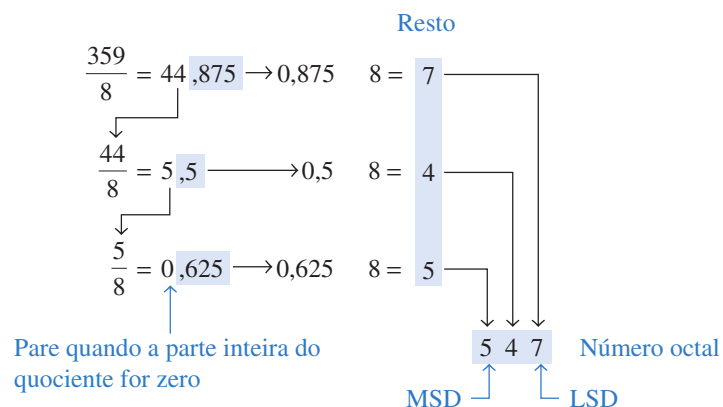 Resto
359/8 = 44,875 → 0,875 8 = 7
44/8 = 5,5 → 0,5 8 = 4
5/8 = 0,625 → 0,625 8 = 5
Pare quando a parte inteira do
quociente for zero
5 4 7 Número octal
MSD LSD